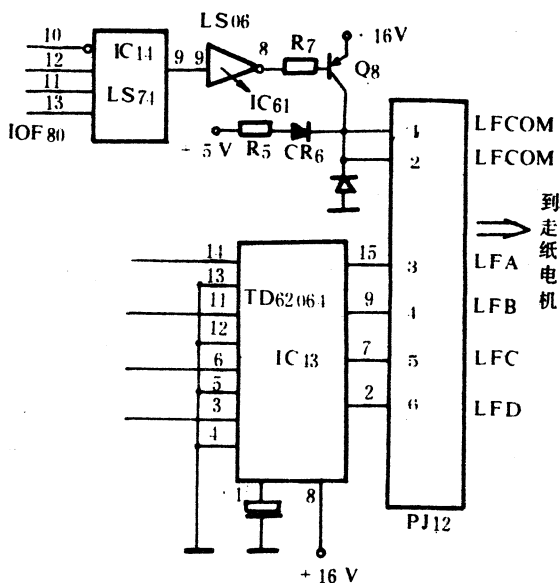 LS06
10
12
11
13
IOF80
IC14
LS74
9
9
8
IC61
R7
· 16V
Q8
+ 5V
R5
CR6
1
2
LFCOM
LFCOM
到走纸电机
14
13
11
12
6
5
3
4
TD62064
IC13
15
9
7
2
3
4
5
6
LFA
LFB
LFC
LFD
1
8
+ 16 V
PJ12